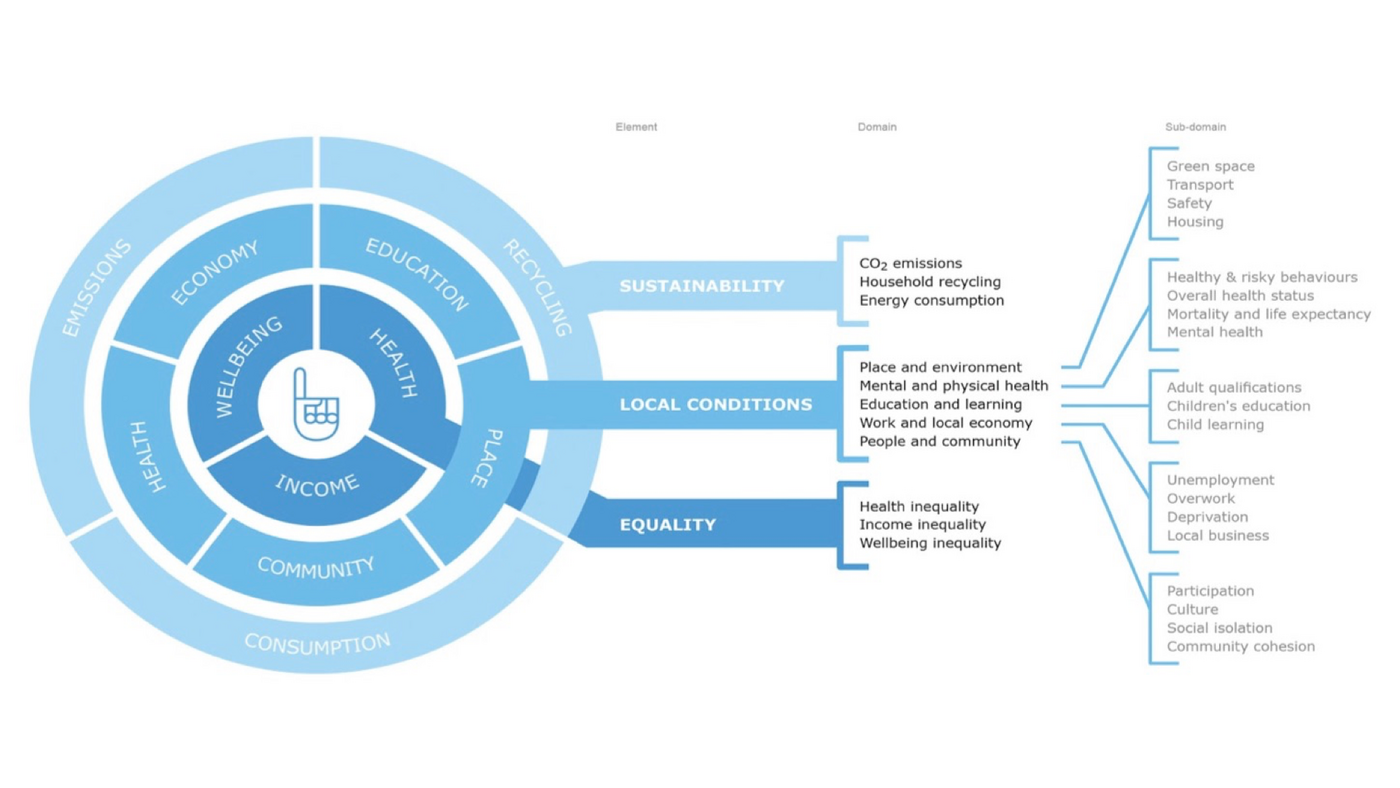 Element
Domain
Sub-domain
EMISSIONS
RECYCLING
CONSUMPTION
ECONOMY
EDUCATION
HEALTH
PLACE
COMMUNITY
WELLBEING
HEALTH
INCOME
SUSTAINABILITY
CO₂ emissions
Household recycling
Energy consumption
LOCAL CONDITIONS
Place and environment
Mental and physical health
Education and learning
Work and local economy
People and community
EQUALITY
Health inequality
Income inequality
Wellbeing inequality
Green space
Transport
Safety
Housing
Healthy & risky behaviours
Overall health status
Mortality and life expectancy
Mental health
Adult qualifications
Children's education
Child learning
Unemployment
Overwork
Deprivation
Local business
Participation
Culture
Social isolation
Community cohesion